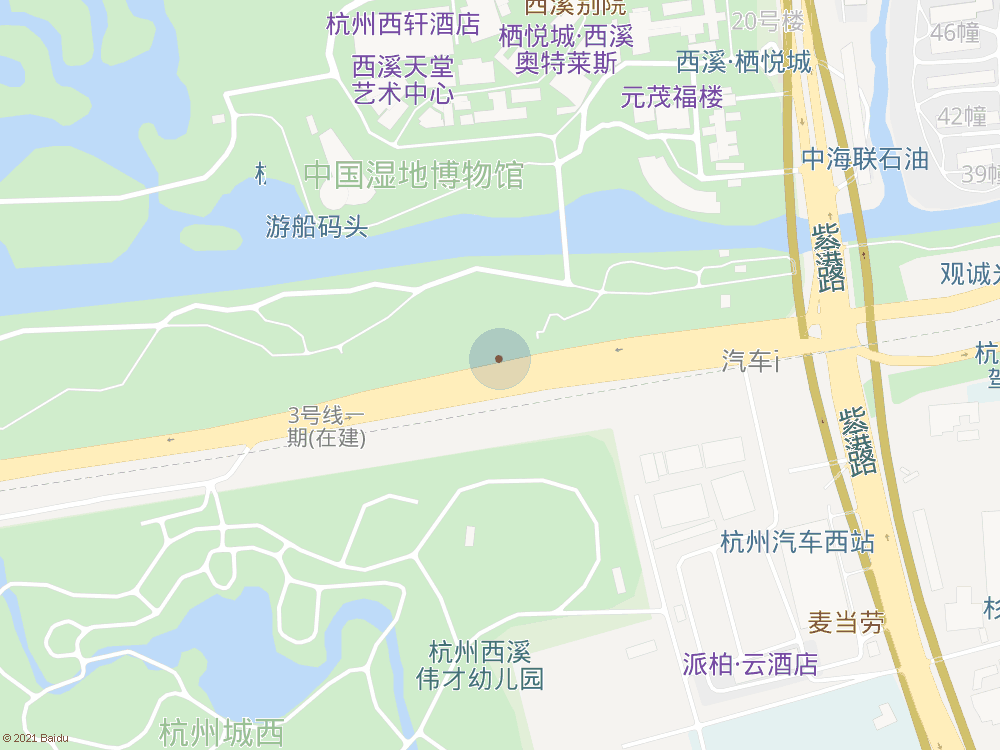 西溪别院
杭州西轩酒店
栖悦城·西溪
奥特莱斯
20号楼
46幢
西溪天堂
艺术中心
西溪·栖悦城
元茂福楼
42幢
中国湿地博物馆
中海联石油
39幢
游船码头
紫港路
观诚
汽车
杭
驾
3号线一
期(在建)
紫港路
杭州汽车西站
麦当劳
杭州西溪
伟才幼儿园
派柏·云酒店
杭州城西
© 2021 Baidu